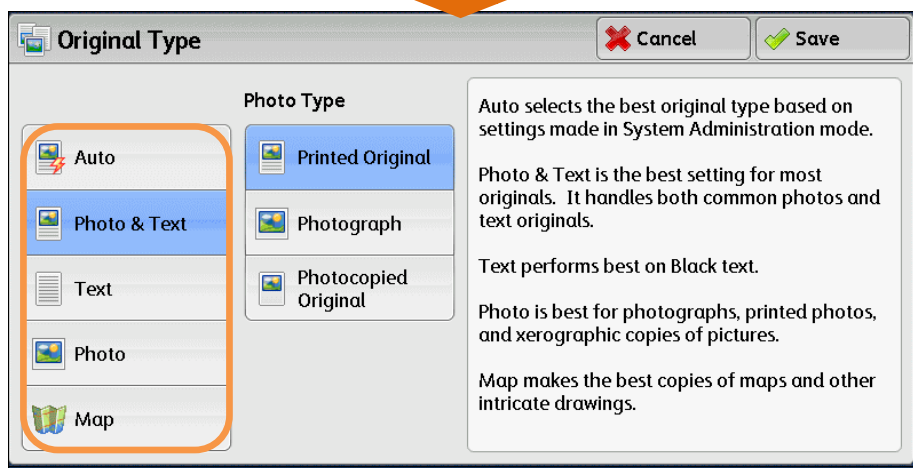 Original Type
Cancel
Save
Auto
Photo & Text
Text
Photo
Map
Photo Type
Printed Original
Photograph
Photocopied
Original
Auto selects the best original type based on
settings made in System Administration mode.
Photo & Text is the best setting for most
originals.  It handles both common photos and
text originals.
Text performs best on Black text.
Photo is best for photographs, printed photos,
and xerographic copies of pictures.
Map makes the best copies of maps and other
intricate drawings.